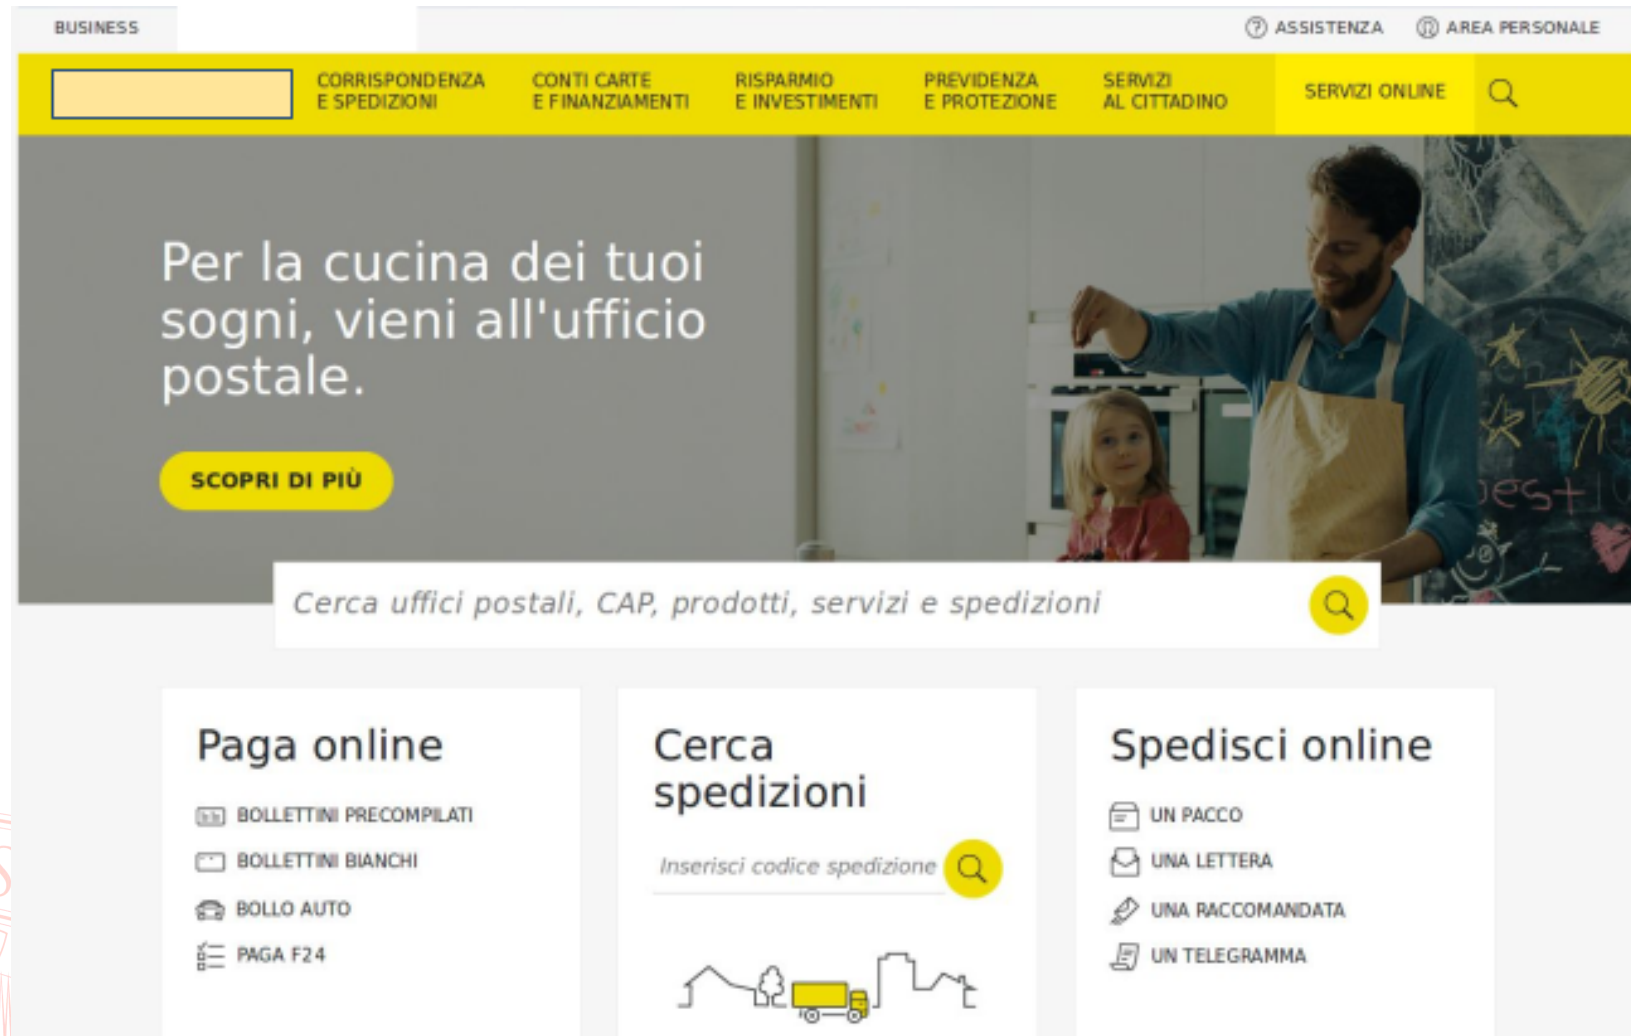 BUSINESS
ASSISTENZA
AREA PERSONALE
CORRISPONDENZA
E SPEDIZIONI
CONTI CARTE
E FINANZIAMENTI
RISPARMIO
E INVESTIMENTI
PREVIDENZA
E PROTEZIONE
SERVIZI
AL CITTADINO
SERVIZI ONLINE
Per la cucina dei tuoi
sogni, vieni all'ufficio
postale.
SCOPRI DI PIÙ
Cerca uffici postali, CAP, prodotti, servizi e spedizioni
Paga online
BOLLETTINI PRECOMPILATI
BOLLETTINI BIANCHI
BOLLO AUTO
PAGA F24
Cerca
spedizioni
Inserisci codice spedizione
Spedisci online
UN PACCO
UNA LETTERA
UNA RACCOMANDATA
UN TELEGRAMMA